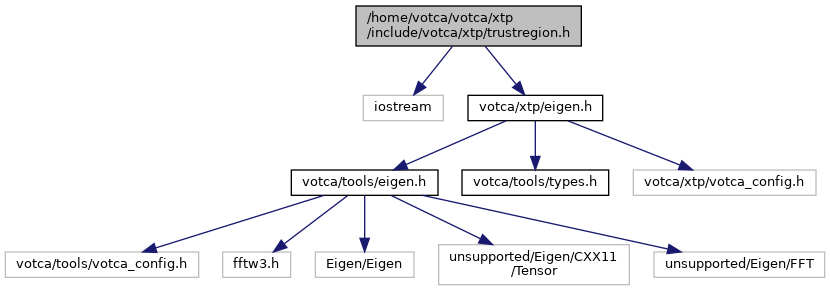 /home/votca/votca/xtp
/include/votca/xtp/trustregion.h
iostream
votca/xtp/eigen.h
votca/tools/eigen.h
votca/tools/types.h
votca/xtp/votca_config.h
votca/tools/votca_config.h
fftw3.h
Eigen/Eigen
unsupported/Eigen/CXX11
/Tensor
unsupported/Eigen/FFT